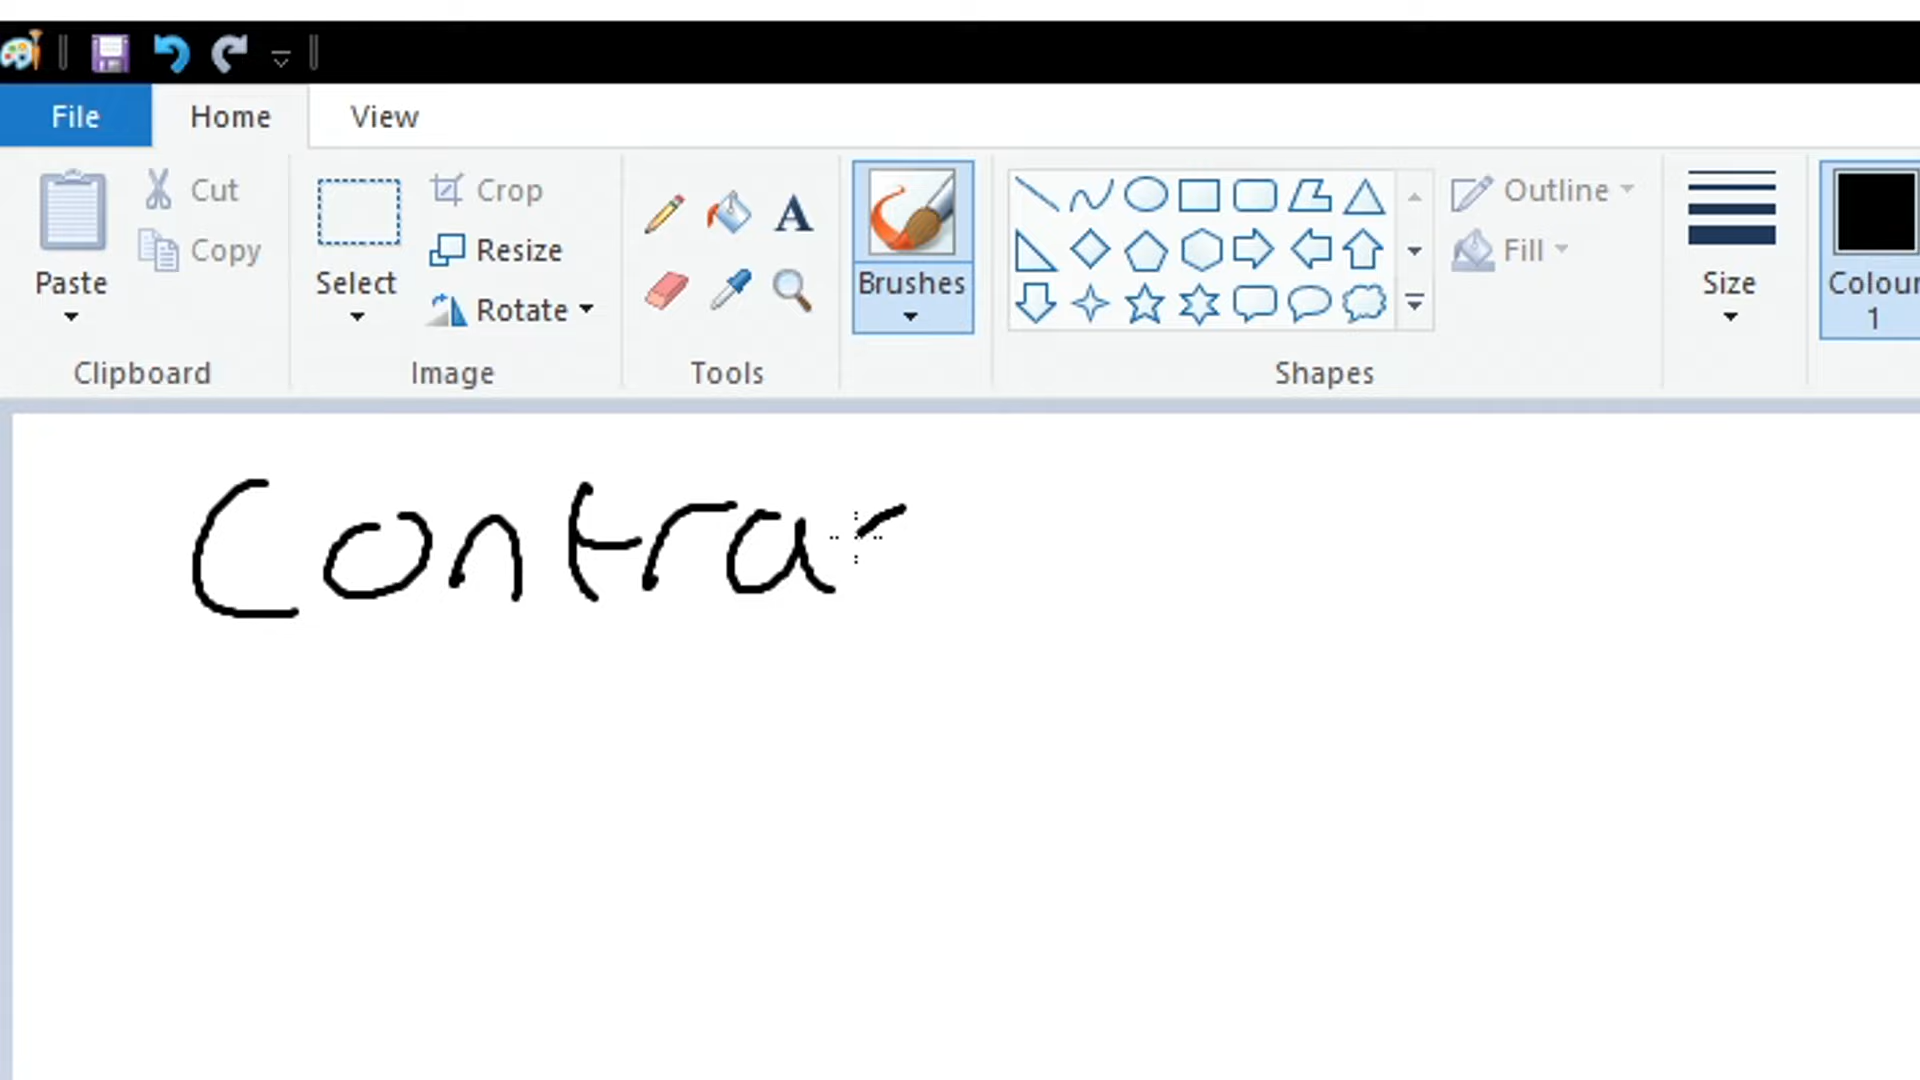 File Home View
Cut Crop Outline
Copy Resize Fill
Paste Select Rotate Brushes Size Colour
1
Clipboard Image Tools Shapes
Contra